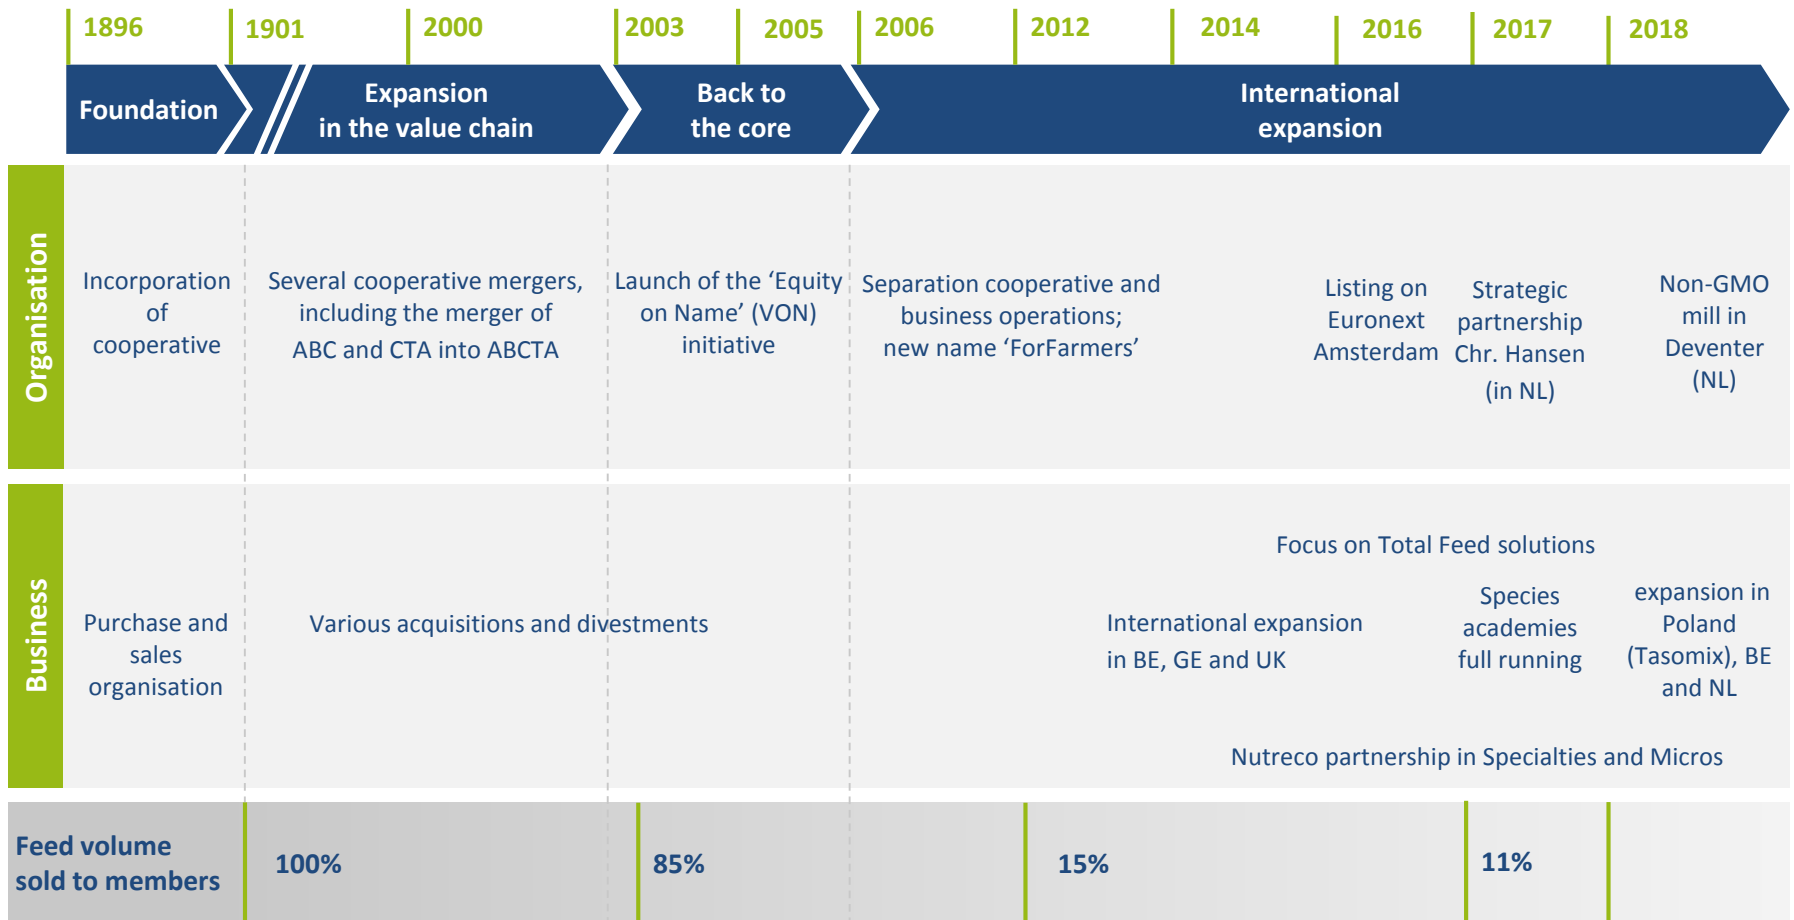 1896
1901
2000
2003
2005
2006
2012
2014
2016
2017
2018
Foundation
Expansion
in the value chain
Back to
the core
International
expansion
Organisation
Incorporation
of
cooperative
Several cooperative mergers,
including the merger of
ABC and CTA into ABCTA
Launch of the ‘Equity
on Name’ (VON)
initiative
Separation cooperative and
business operations;
new name ‘ForFarmers’
Listing on
Euronext
Amsterdam
Strategic
partnership
Chr. Hansen
(in NL)
Non-GMO
mill in
Deventer
(NL)
Business
Purchase and
sales
organisation
Various acquisitions and divestments
Focus on Total Feed solutions
International expansion
in BE, GE and UK
Species
academies
full running
expansion in
Poland
(Tasomix), BE
and NL
Nutreco partnership in Specialties and Micros
Feed volume
sold to members
100%
85%
15%
11%